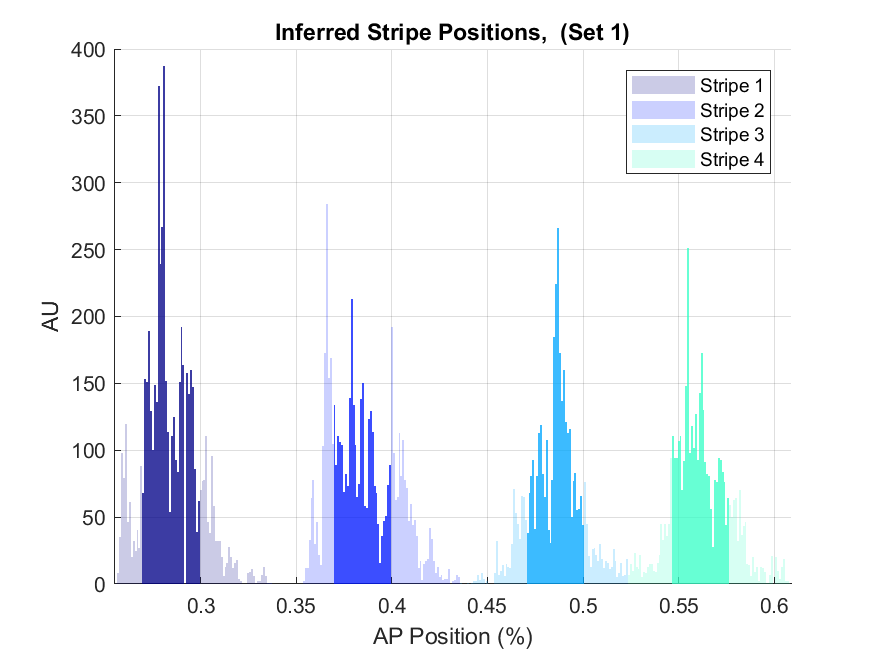 Inferred Stripe Positions,  (Set 1)
400
350
300
250
200
150
100
50
0
AU
Stripe 1
Stripe 2
Stripe 3
Stripe 4
0.3 0.35 0.4 0.45 0.5 0.55 0.6
AP Position (%)